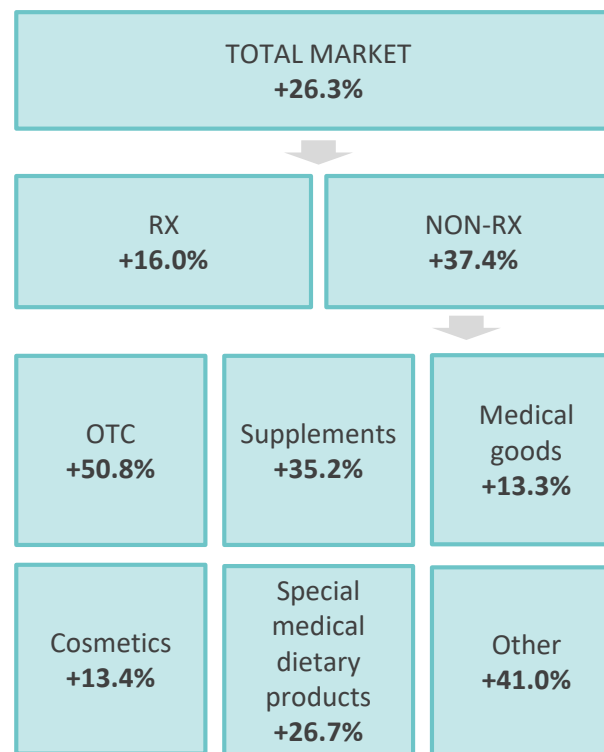 TOTAL MARKET
+26.3%
RX
+16.0%
NON-RX
+37.4%
OTC
+50.8%
Supplements
+35.2%
Medical
goods
+13.3%
Cosmetics
+13.4%
Special
medical
dietary
products
+26.7%
Other
+41.0%